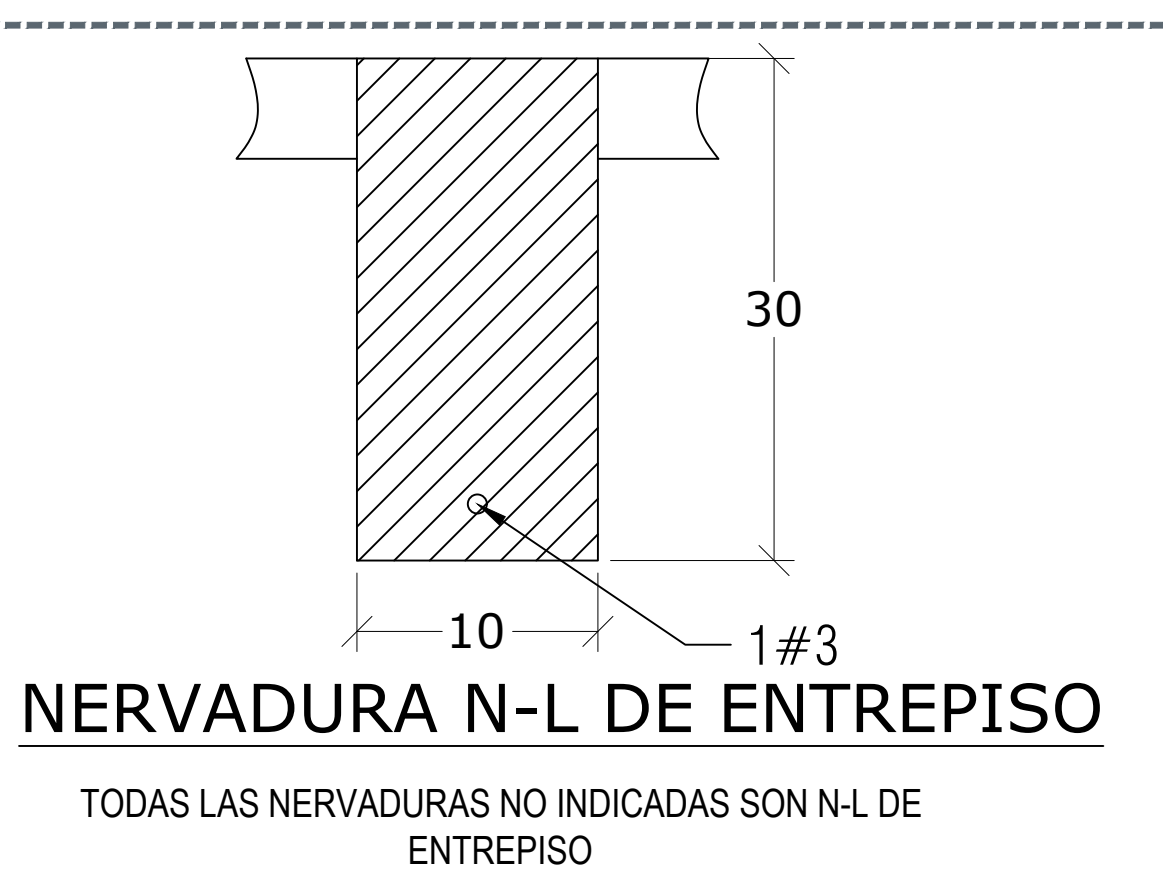 30
10
1#3
NERVADURA N-L DE ENTREPISO
TODAS LAS NERVADURAS NO INDICADAS SON N-L DE
ENTREPISO